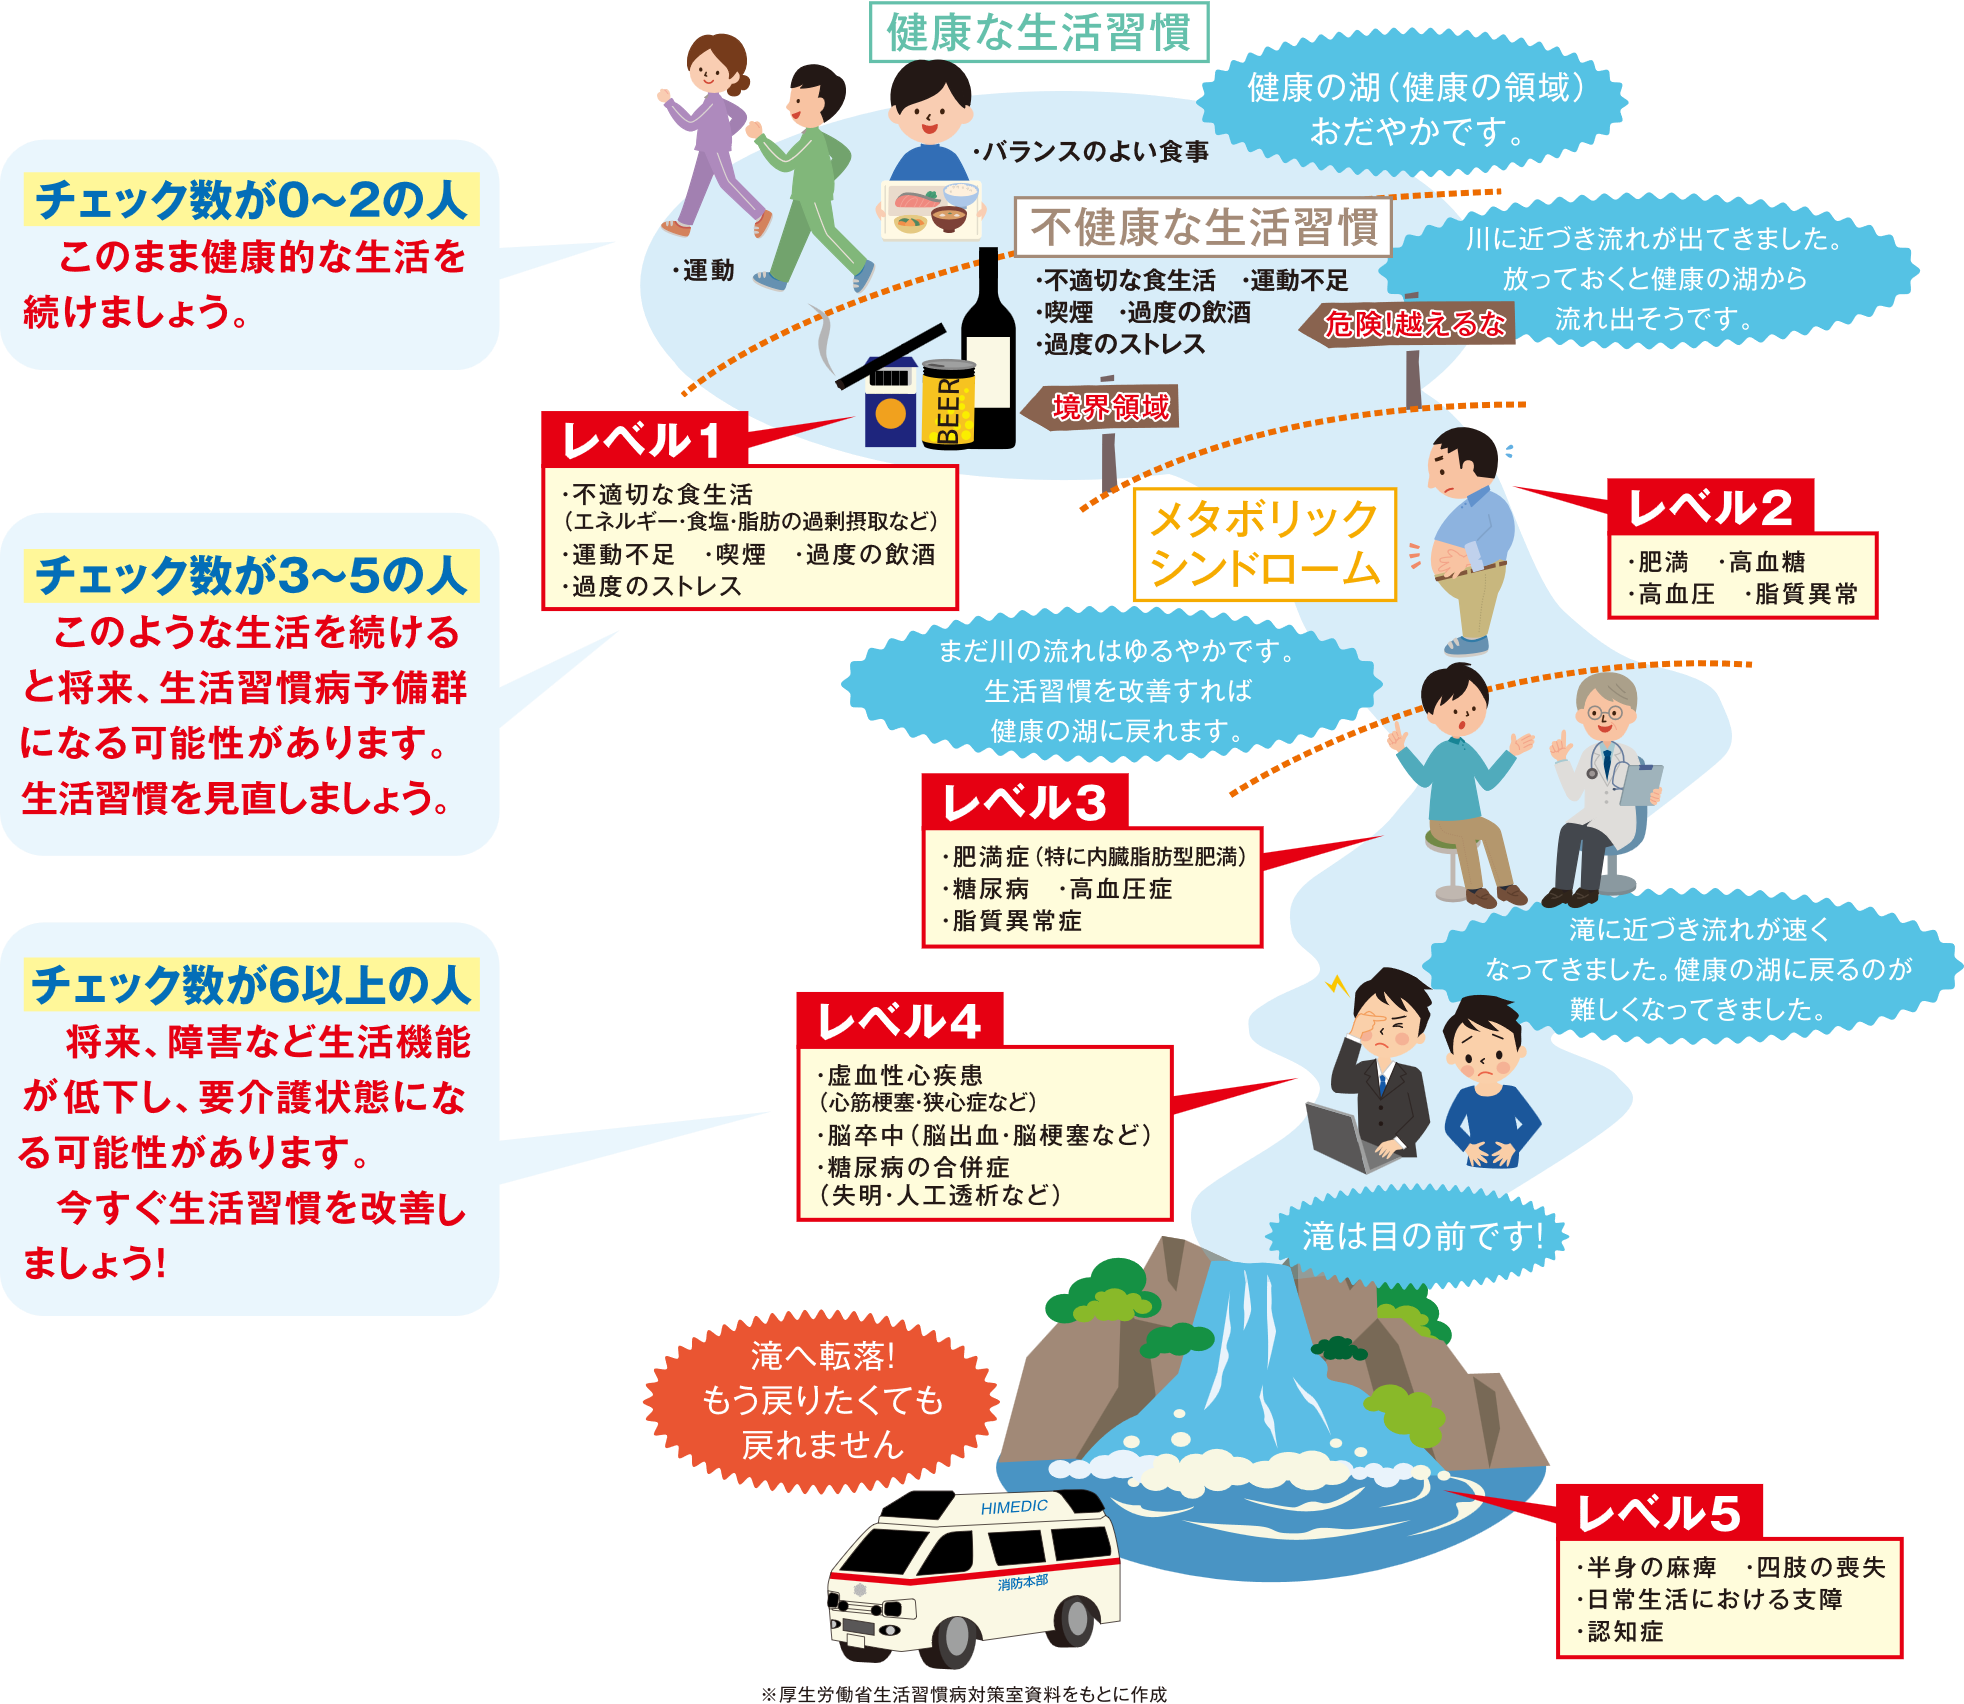 健康な生活習慣
健康の湖（健康の領域）
おだやかです。
・バランスのよい食事
・運動
チェック数が0～2の人
このまま健康的な生活を
続けましょう。
不健康な生活習慣
・不適切な食生活　・運動不足
・喫煙　・過度の飲酒
・過度のストレス
川に近づき流れが出てきました。
放っておくと健康の湖から
流れ出そうです。
危険!越えるな
境界領域
BEER
レベル1
・不適切な食生活
（エネルギー・食塩・脂肪の過剰摂取など）
・運動不足　・喫煙　・過度の飲酒
・過度のストレス
メタボリック
シンドローム
レベル2
・肥満　・高血糖
・高血圧　・脂質異常
チェック数が3～5の人
このような生活を続ける
と将来、生活習慣病予備群
になる可能性があります。
生活習慣を見直しましょう。
まだ川の流れはゆるやかです。
生活習慣を改善すれば
健康の湖に戻れます。
レベル3
・肥満症（特に内臓脂肪型肥満）
・糖尿病　・高血圧症
・脂質異常症
滝に近づき流れが速く
なってきました。健康の湖に戻るのが
難しくなってきました。
チェック数が6以上の人
将来、障害など生活機能
が低下し、要介護状態にな
る可能性があります。
今すぐ生活習慣を改善し
ましょう!
レベル4
・虚血性心疾患
（心筋梗塞・狭心症など）
・脳卒中（脳出血・脳梗塞など）
・糖尿病の合併症
（失明・人工透析など）
滝は目の前です!
滝へ転落!
もう戻りたくても
戻れません
HIMEDIC
消防本部
レベル5
・半身の麻痺　・四肢の喪失
・日常生活における支障
・認知症
※厚生労働省生活習慣病対策室資料をもとに作成